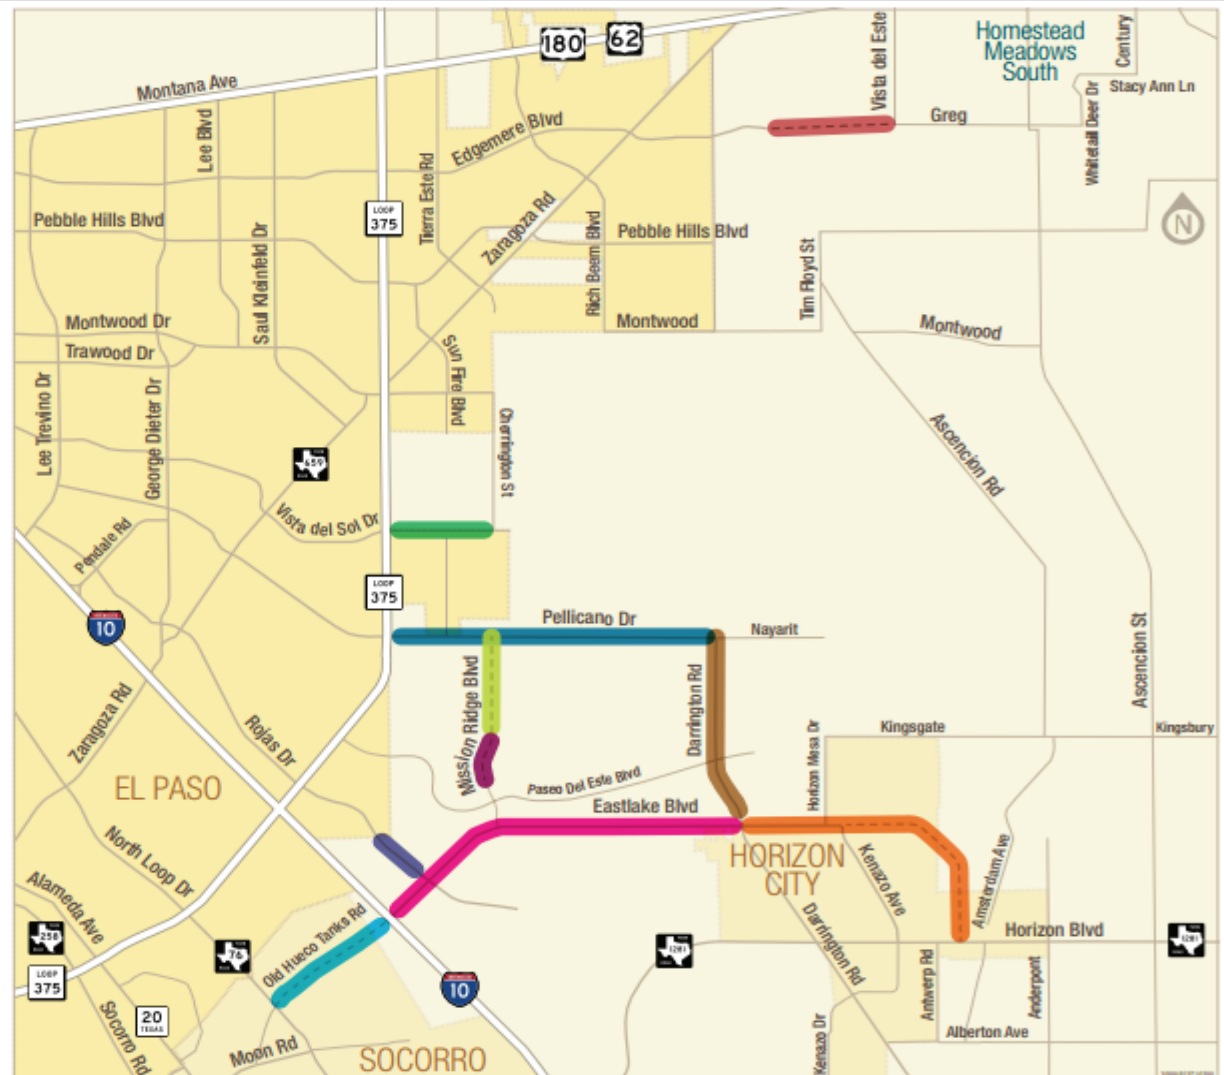 180
62
Montana Ave
Vista del Este
Homestead
Meadows
South
Century
Stacy Ann Ln
Greg
Whitetail Deer Dr
Lee Blvd
Edgemere Blvd
Tierra Este Rd
LOOP
375
Pebble Hills Blvd
Saul Kleinfeld Dr
Zaragoza Rd
Rich Beem Blvd
Pebble Hills Blvd
Tim Floyd St
N
Montwood Dr
Trawood Dr
Montwood
Montwood
Sun Fire Blvd
Lee Trevino Dr
George Dieter Dr
Cherrington St
Ascencion Rd
659
Vista del Sol Dr
Pendale Rd
LOOP
375
10
Pellicano Dr
Nayarit
Mission Ridge Blvd
Darrington Rd
Ascencion St
Zaragoza Rd
Rojas Dr
Kingsgate
Kingsbury
Horizon Mesa Dr
Paseo Del Este Blvd
EL PASO
Eastlake Blvd
North Loop Dr
HORIZON
CITY
Kenazo Ave
Amsterdam Ave
Alameda Ave
Old Hueco Tanks Rd
Darrington Rd
Horizon Blvd
258
76
1281
1281
LOOP
375
10
Antwerp Rd
Anderpont
Socorro Rd
20
TEXAS
Moon Rd
SOCORRO
Kenazo Dr
Alberton Ave